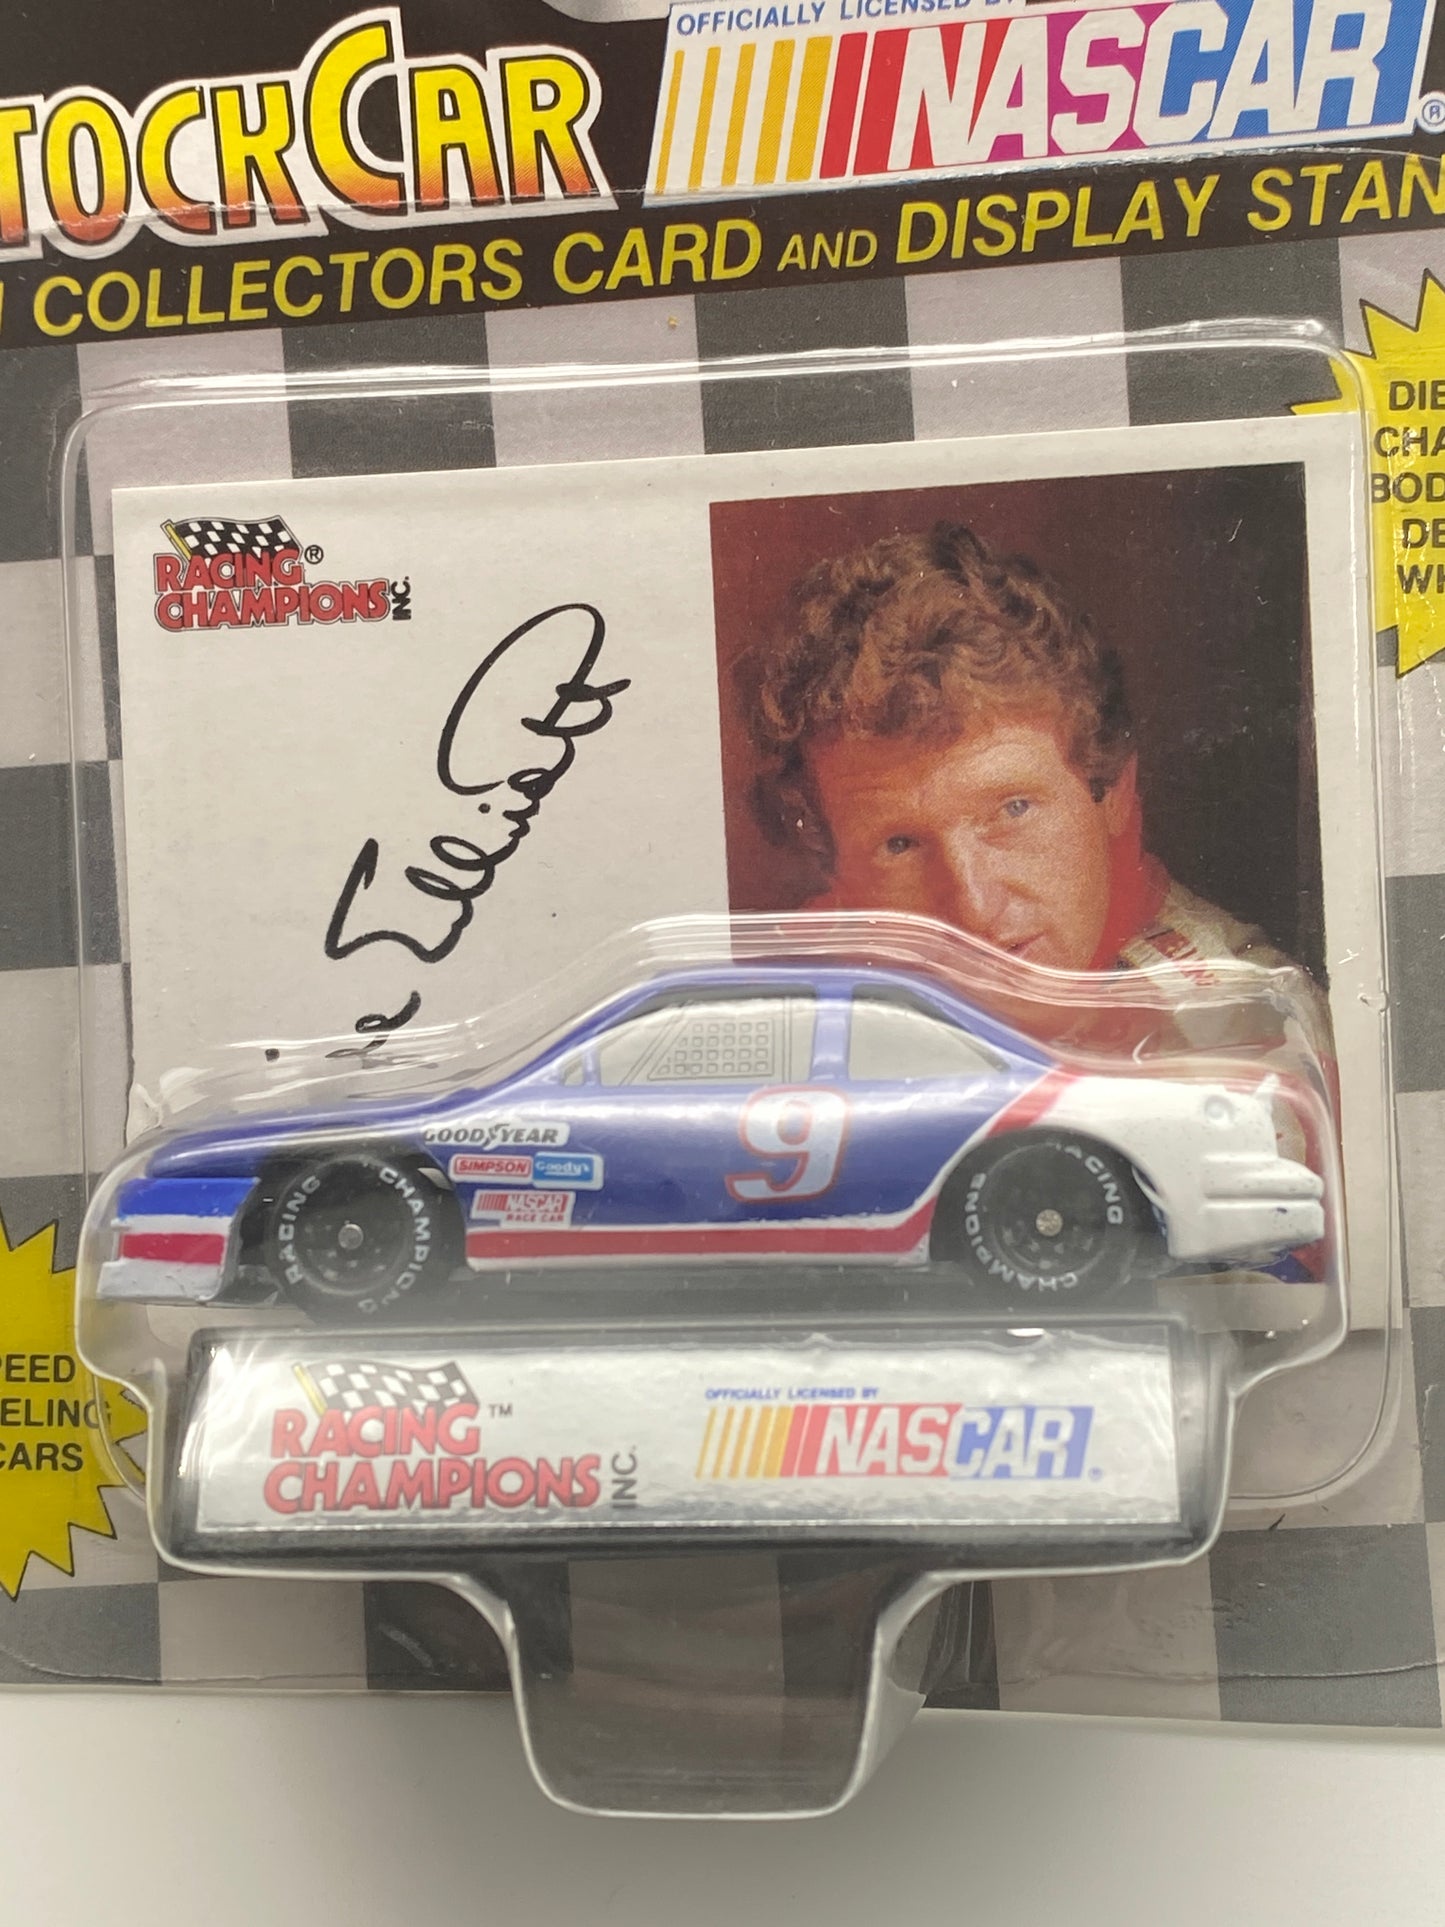 OFFICIALLY LICENSED BY
NASCAR®
TOCKCAR
COLLECTORS CARD AND DISPLAY STAN
DIE
CHA
BOD
DE
WH
RACING®
CHAMPIONS INC.
Elliott
GOODYEAR
SIMPSON Goody's
NASCAR
RACE CAR
9
RACING CHAMPIONS
RACING CHAMPIONS
PEED
ELING
CARS
RACING™
CHAMPIONS INC.
OFFICIALLY LICENSED BY
NASCAR®